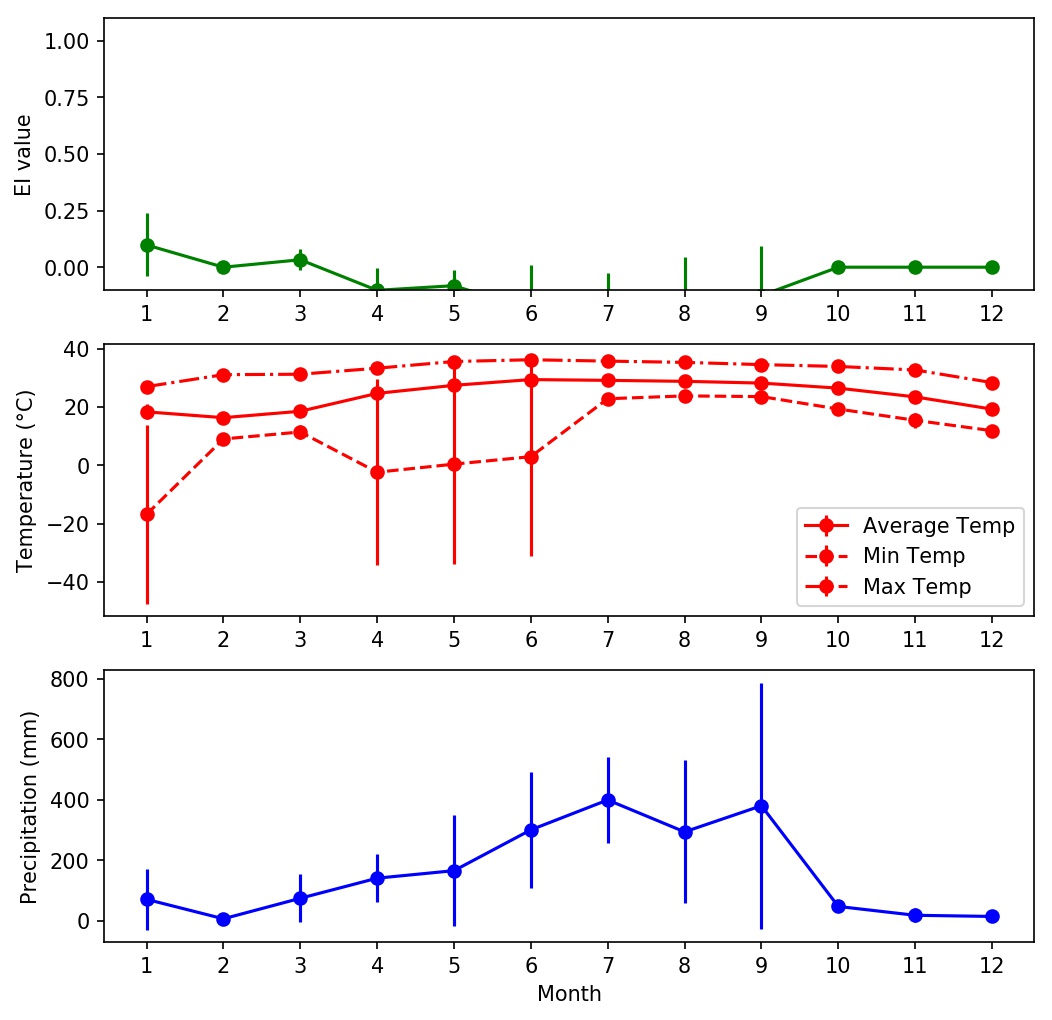 EI value
1.00
0.75
0.50
0.25
0.00
1 2 3 4 5 6 7 8 9 10 11 12
Temperature (°C)
40
20
0
−20
−40
Average Temp
Min Temp
Max Temp
1 2 3 4 5 6 7 8 9 10 11 12
Precipitation (mm)
800
600
400
200
0
1 2 3 4 5 6 7 8 9 10 11 12
Month